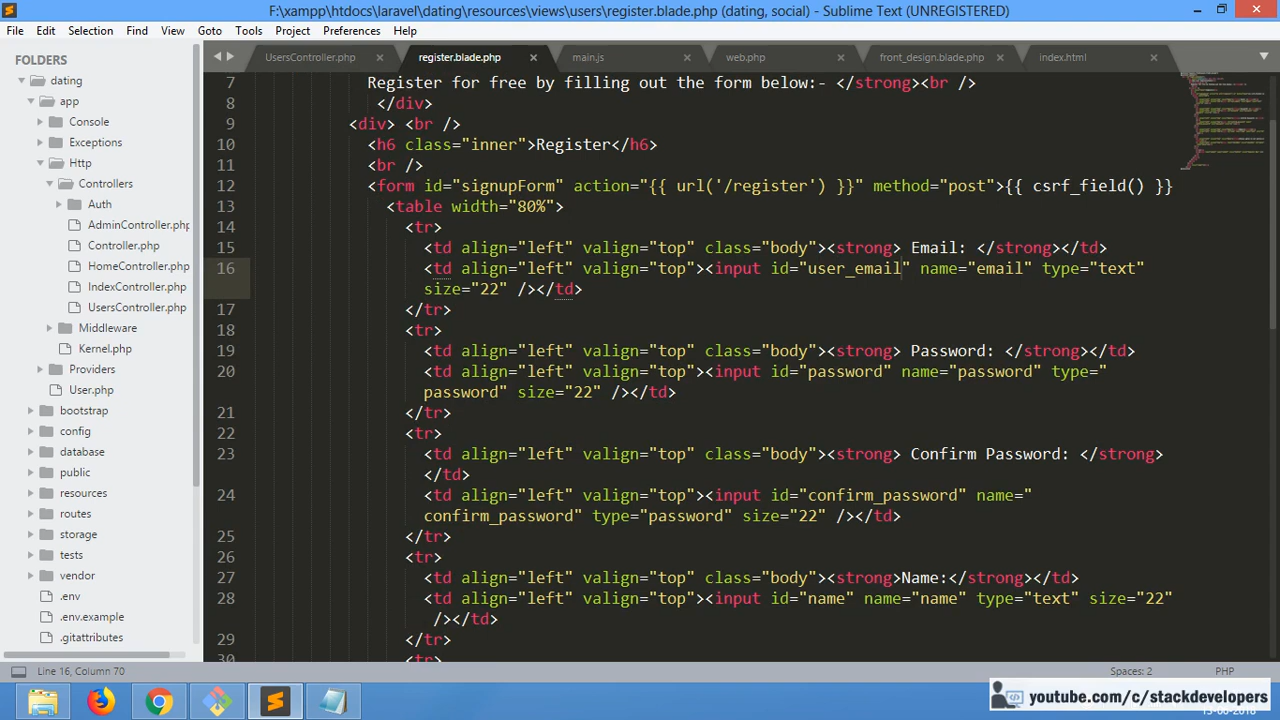 F:\xampp\htdocs\laravel\dating\resources\views\users\register.blade.php (dating, social) - Sublime Text (UNREGISTERED)
File Edit Selection Find View Goto Tools Project Preferences Help
FOLDERS
dating
app
Console
Exceptions
Http
Controllers
Auth
AdminController.php
Controller.php
HomeController.php
IndexController.php
UsersController.php
Middleware
Kernel.php
Providers
User.php
bootstrap
config
database
public
resources
routes
storage
tests
vendor
.env
.env.example
.gitattributes
UsersController.php register.blade.php main.js web.php front_design.blade.php index.html
7 Register for free by filling out the form below:- </strong><br />
8 </div>
9 <div> <br />
10 <h6 class="inner">Register</h6>
11 <br />
12 <form id="signupForm" action="{{ url('/register') }}" method="post">{{ csrf_field() }}
13 <table width="80%">
14 <tr>
15 <td align="left" valign="top" class="body"><strong> Email: </strong></td>
16 <td align="left" valign="top"><input id="user_email" name="email" type="text"
size="22" /></td>
17 </tr>
18 <tr>
19 <td align="left" valign="top" class="body"><strong> Password: </strong></td>
20 <td align="left" valign="top"><input id="password" name="password" type="
password" size="22" /></td>
21 </tr>
22 <tr>
23 <td align="left" valign="top" class="body"><strong> Confirm Password: </strong>
</td>
24 <td align="left" valign="top"><input id="confirm_password" name="
confirm_password" type="password" size="22" /></td>
25 </tr>
26 <tr>
27 <td align="left" valign="top" class="body"><strong>Name:</strong></td>
28 <td align="left" valign="top"><input id="name" name="name" type="text" size="22"
/></td>
29 </tr>
30 <tr>
Line 16, Column 70
Spaces: 2 PHP
youtube.com/c/stackdevelopers